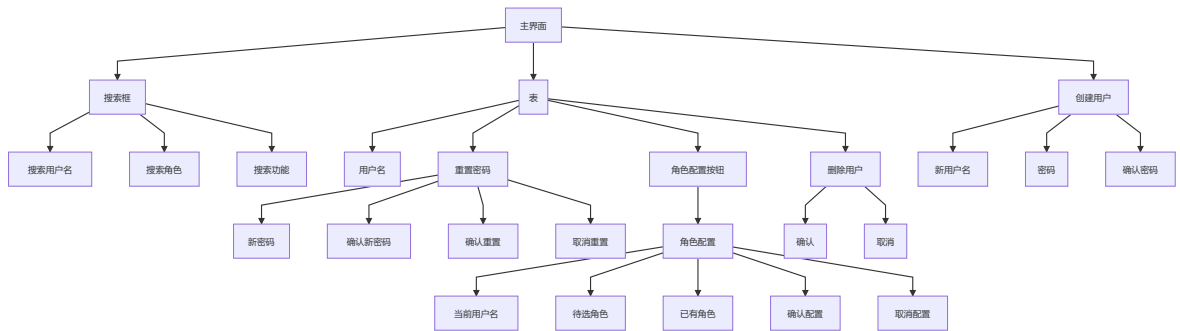 主界面
搜索框
表
创建用户
搜索用户名
搜索角色
搜索功能
用户名
重置密码
角色配置按钮
删除用户
新用户名
密码
确认密码
新密码
确认新密码
确认重置
取消重置
角色配置
确认
取消
当前用户名
待选角色
已有角色
确认配置
取消配置